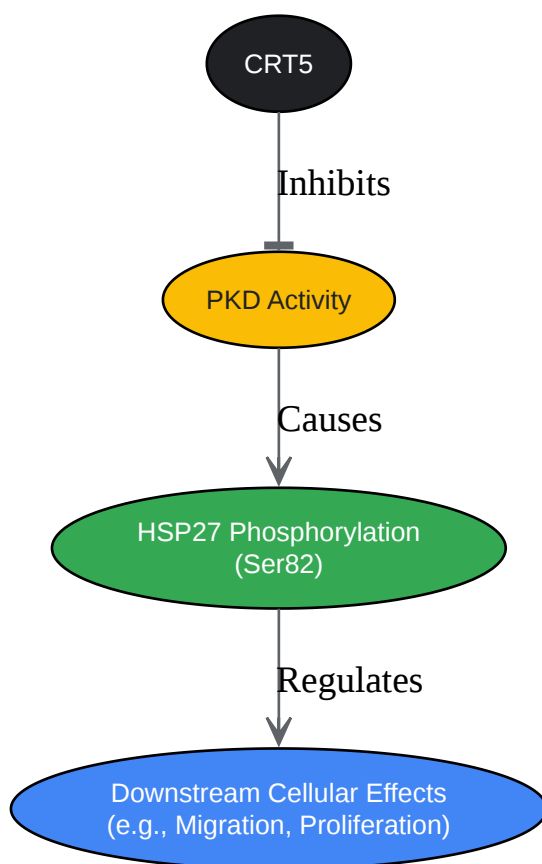 CRT5
Inhibits
PKD Activity
Causes
HSP27 Phosphorylation
(Ser82)
Regulates
Downstream Cellular Effects
(e.g., Migration, Proliferation)